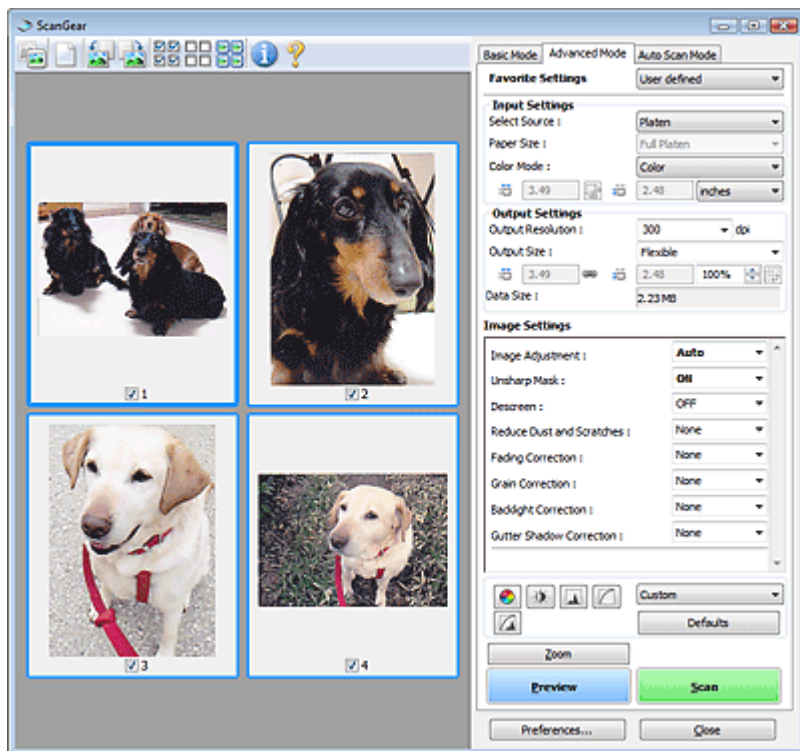 ScanGear
Basic Mode Advanced Mode Auto Scan Mode
Favorite Settings User defined
Input Settings
Select Source : Platen
Paper Size : Full Platen
Color Mode : Color
3.49 2.48 inches
Output Settings
Output Resolution : 300 dpi
Output Size : Flexible
3.49 2.48 100%
Data Size : 2.23 MB
Image Settings
Image Adjustment : Auto
Unsharp Mask : ON
Descreen : OFF
Reduce Dust and Scratches : None
Fading Correction : None
Grain Correction : None
Backlight Correction : None
Gutter Shadow Correction : None
Custom
Defaults
Zoom
Preview Scan
Preferences... Close
1 2
3 4